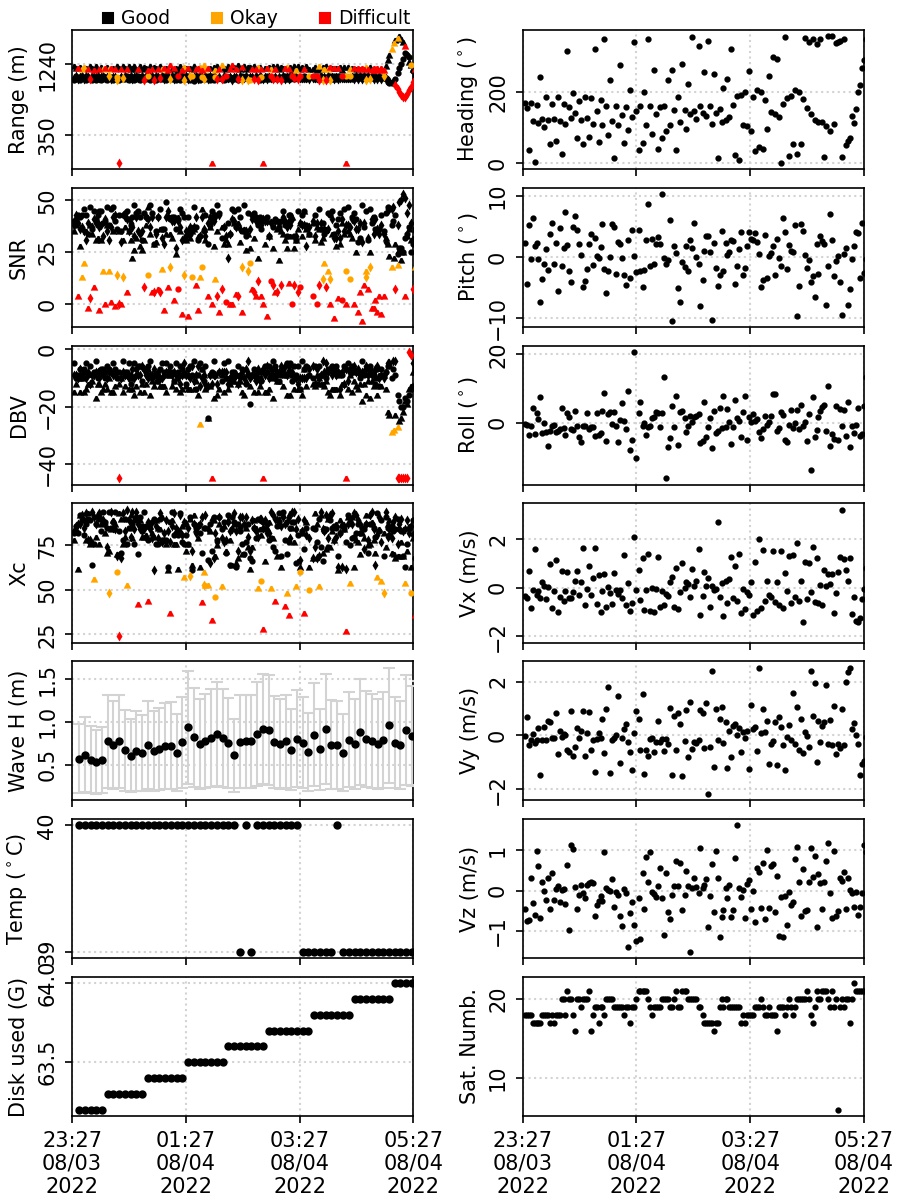 Good Okay Difficult
Range (m)
1240
350
Heading (°)
200
0
SNR
50
25
0
Pitch (°)
10
0
−10
DBV
0
−20
−40
Roll (°)
20
0
Xc
75
50
25
Vx (m/s)
2
0
−2
Wave H (m)
1.5
1.0
0.5
Vy (m/s)
2
0
−2
Temp (°C)
40
39
Vz (m/s)
1
0
−1
Disk used (G)
64.0
63.5
Sat. Numb.
20
10
23:27 01:27 03:27 05:27
08/03 08/04 08/04 08/04
2022 2022 2022 2022
23:27 01:27 03:27 05:27
08/03 08/04 08/04 08/04
2022 2022 2022 2022